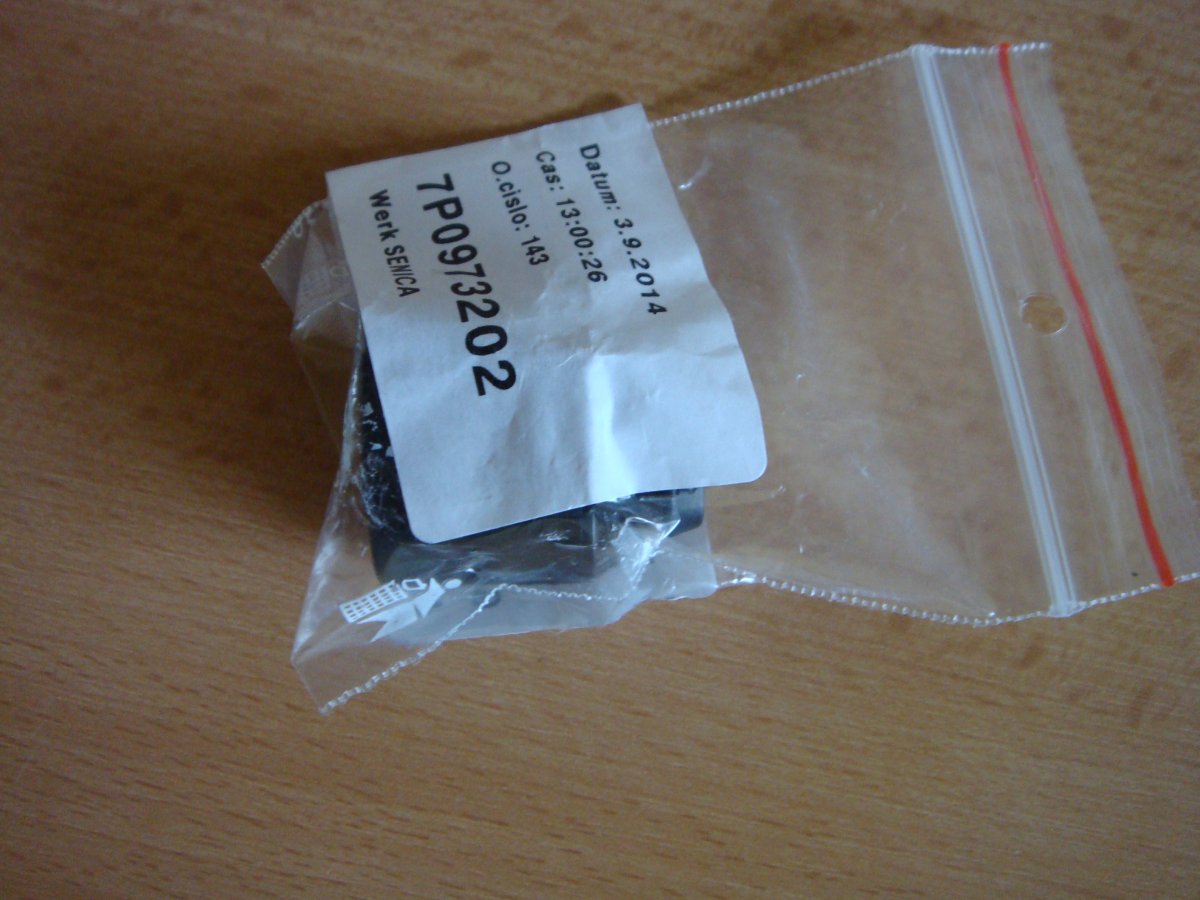 Datum: 3.9.2014
Cas: 13:00:26
O.cislo: 143
7P0973202
Werk SENICA